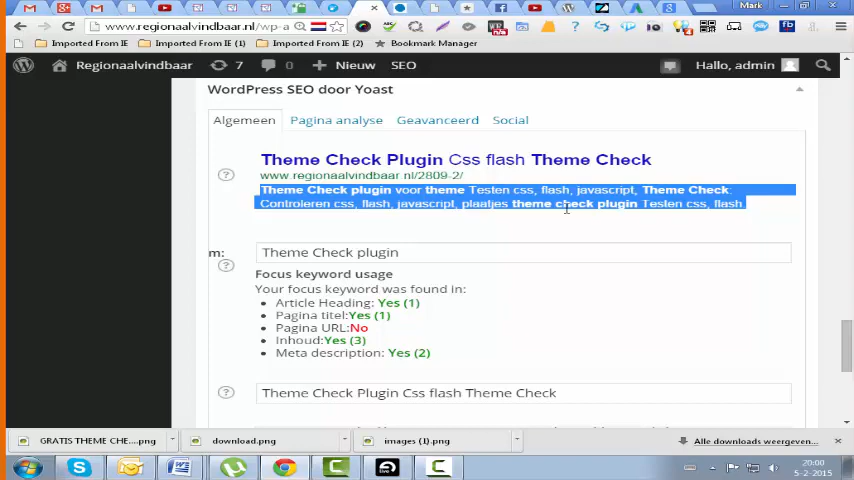 Mark
www.regionaalvindbaar.nl/wp-a
Imported From IE
Imported From IE (1)
Imported From IE (2)
Bookmark Manager
Regionaalvindbaar
7
0
Nieuw
SEO
Hallo, admin
WordPress SEO door Yoast
Algemeen
Pagina analyse
Geavanceerd
Social
Theme Check Plugin Css flash Theme Check
www.regionaalvindbaar.nl/2809-2/
Theme Check plugin voor theme Testen css, flash, javascript, Theme Check:
Controleren css, flash, javascript, plaatjes theme check plugin Testen css, flash
m:
Theme Check plugin
Focus keyword usage
Your focus keyword was found in:
Article Heading: Yes (1)
Pagina titel:Yes (1)
Pagina URL:No
Inhoud:Yes (3)
Meta description: Yes (2)
Theme Check Plugin Css flash Theme Check
GRATIS THEME CHE....png
download.png
images (1).png
Alle downloads weergeven...
20:00
5-2-2015